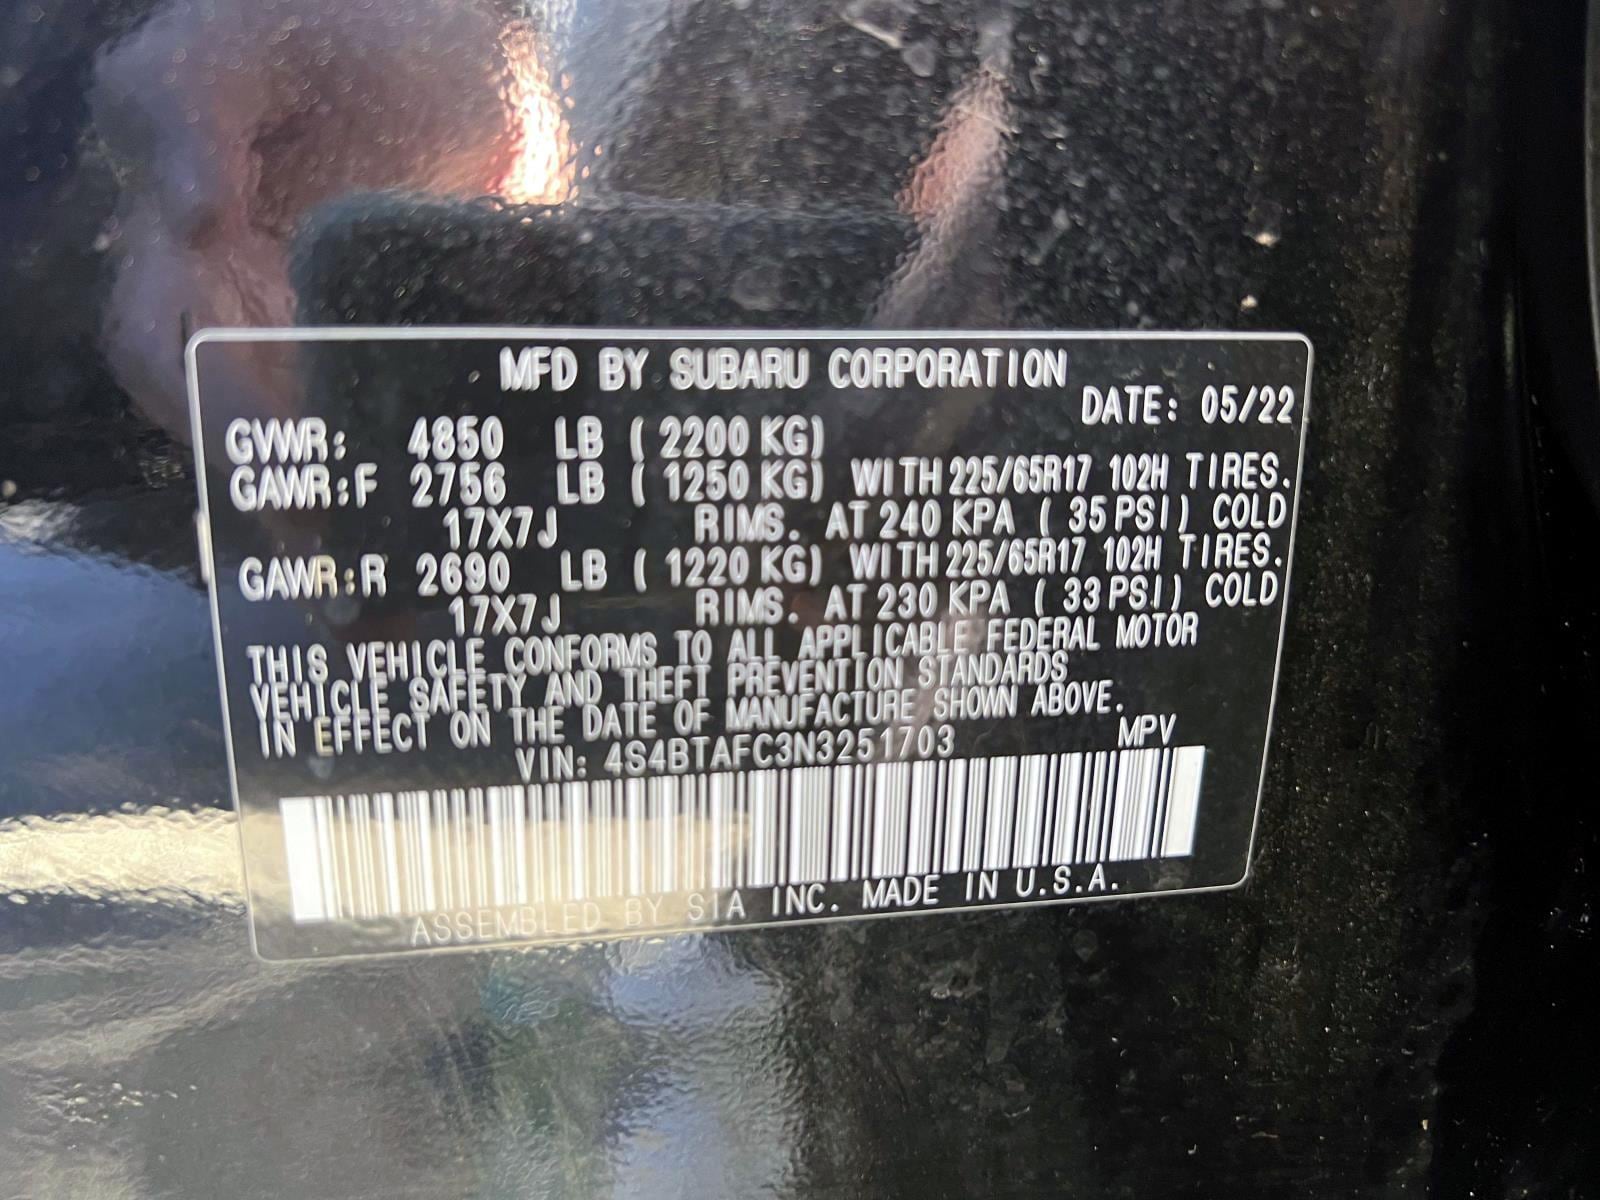 MFD BY SUBARU CORPORATION
DATE: 05/22
GVWR: 4850 LB ( 2200 KG)
GAWR:F 2756 LB ( 1250 KG) WITH 225/65R17 102H TIRES.
17X7J RIMS. AT 240 KPA ( 35 PSI) COLD
GAWR:R 2690 LB ( 1220 KG) WITH 225/65R17 102H TIRES.
17X7J RIMS. AT 230 KPA ( 33 PSI) COLD
THIS VEHICLE CONFORMS TO ALL APPLICABLE FEDERAL MOTOR
VEHICLE SAFETY AND THEFT PREVENTION STANDARDS
IN EFFECT ON THE DATE OF MANUFACTURE SHOWN ABOVE.
VIN: 4S4BTAFC3N3251703 MPV
ASSEMBLED BY SIA INC. MADE IN U.S.A.